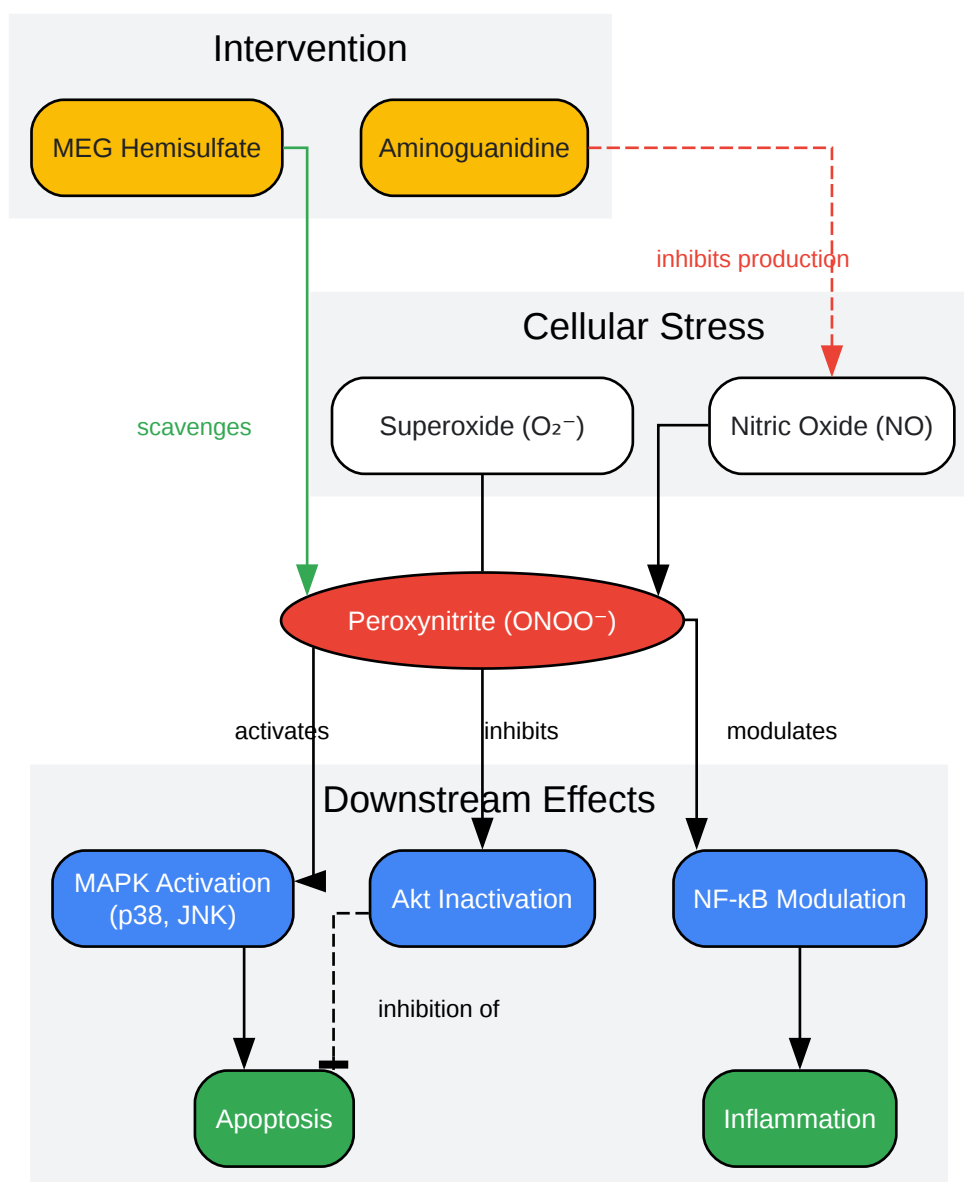 Intervention
MEG Hemisulfate
Aminoguanidine
inhibits production
Cellular Stress
Superoxide (O₂⁻)
Nitric Oxide (NO)
scavenges
Peroxynitrite (ONOO⁻)
activates
inhibits
modulates
Downstream Effects
MAPK Activation
(p38, JNK)
Akt Inactivation
NF-κB Modulation
inhibition of
Apoptosis
Inflammation